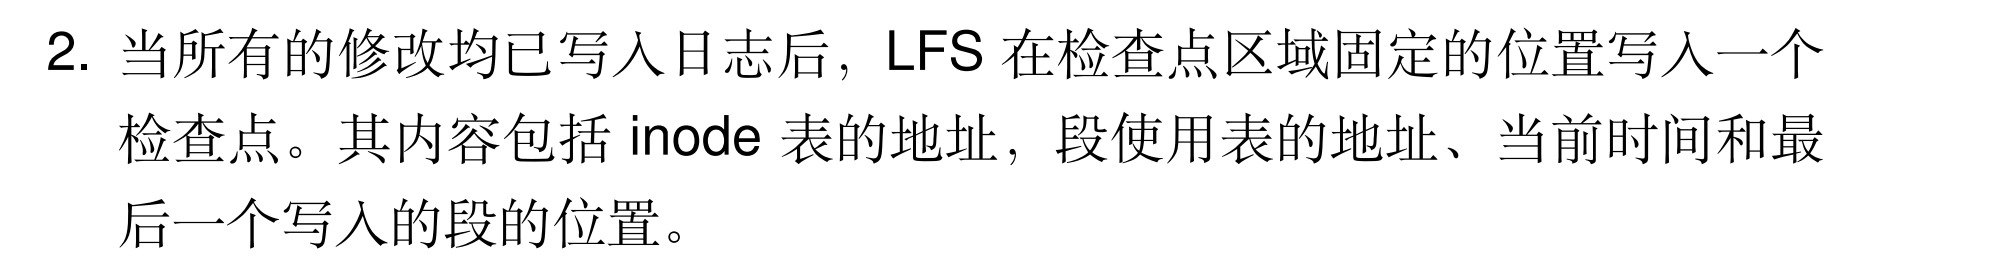 2. 当所有的修改均已写入日志后，LFS 在检查点区域固定的位置写入一个
检查点。其内容包括 inode 表的地址，段使用表的地址、当前时间和最
后一个写入的段的位置。